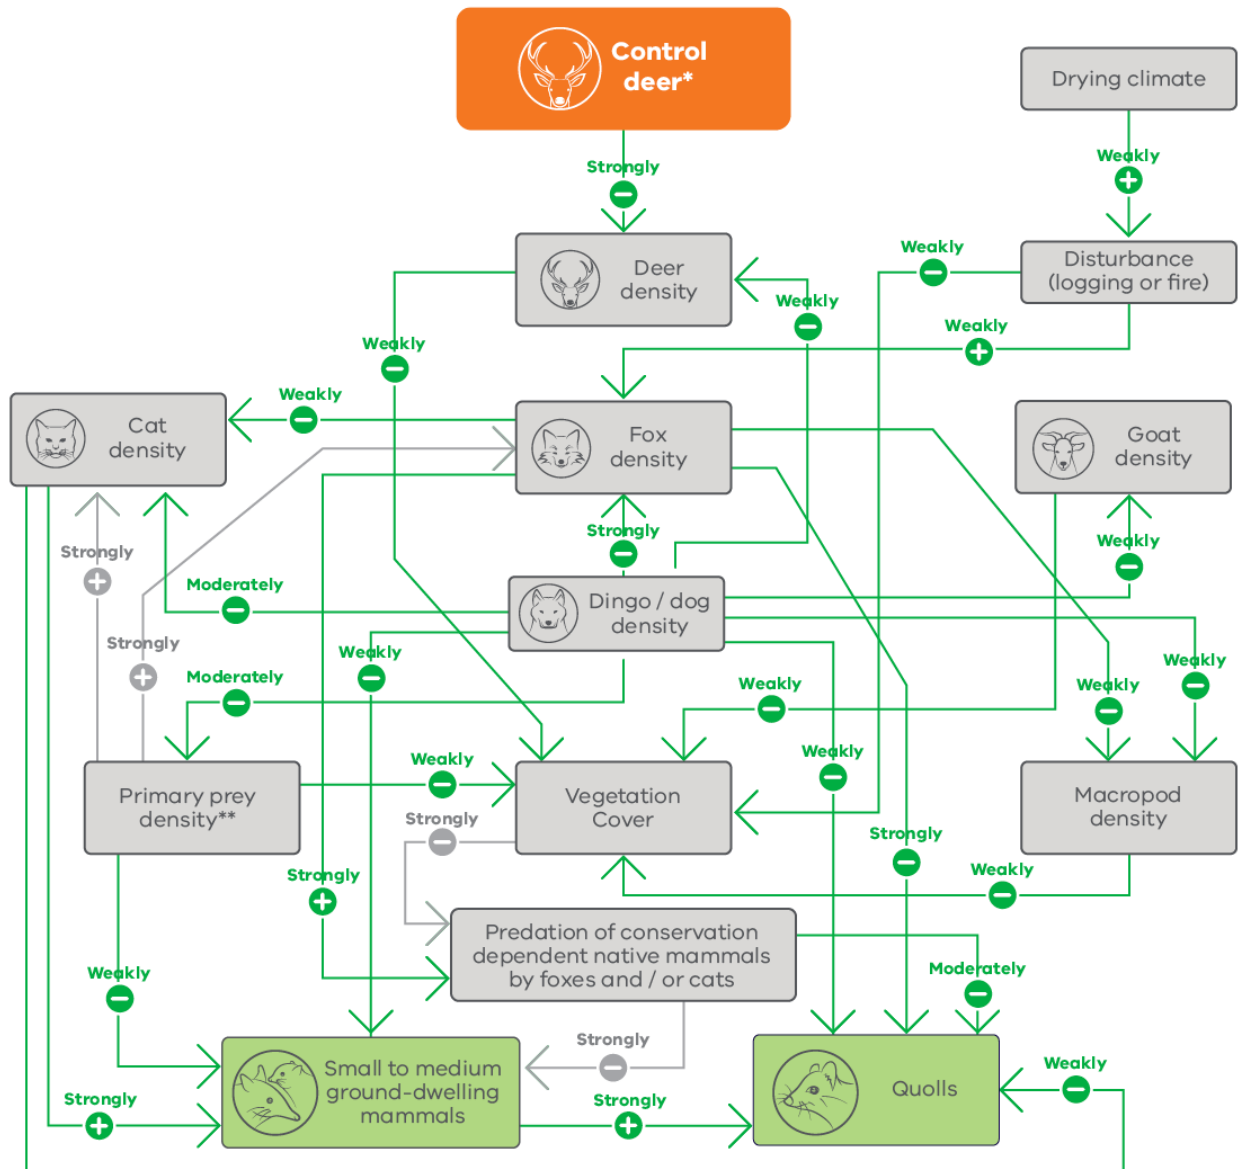 Control
deer*
Drying climate
Strongly
Weakly
Deer
density
Weakly
Disturbance
(logging or fire)
Weakly
Weakly
Weakly
Weakly
Cat
density
Fox
density
Goat
density
Strongly
Strongly
Weakly
Moderately
Dingo / dog
density
Strongly
Weakly
Weakly
Moderately
Weakly
Weakly
Weakly
Weakly
Primary prey
density**
Vegetation
Cover
Macropod
density
Strongly
Strongly
Strongly
Weakly
Predation of conservation
dependent native mammals
by foxes and / or cats
Weakly
Moderately
Strongly
Small to medium
ground-dwelling
mammals
Quolls
Weakly
Strongly
Strongly